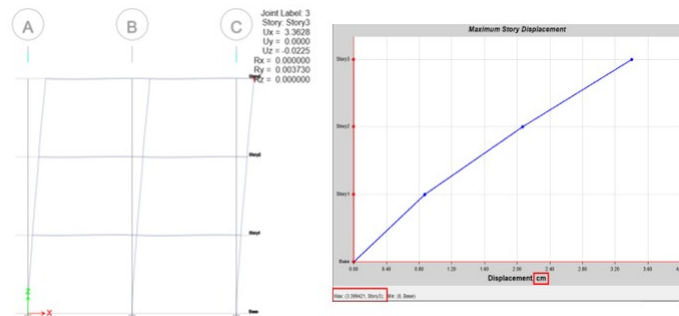 A B C
Joint Label: 3
Story: Story3
Ux = 3.3628
Uy = 0.0000
Uz = -0.0225
Rx = 0.000000
Ry = 0.003730
Rz = 0.000000
Z
X
Maximum Story Displacement
Story3
Story2
Story1
Base
0.00 0.40 0.80 1.20 1.60 2.00 2.40 2.80 3.20 3.60
Displacement cm
Max: (3.399421, Story3); Min: (0, Base)